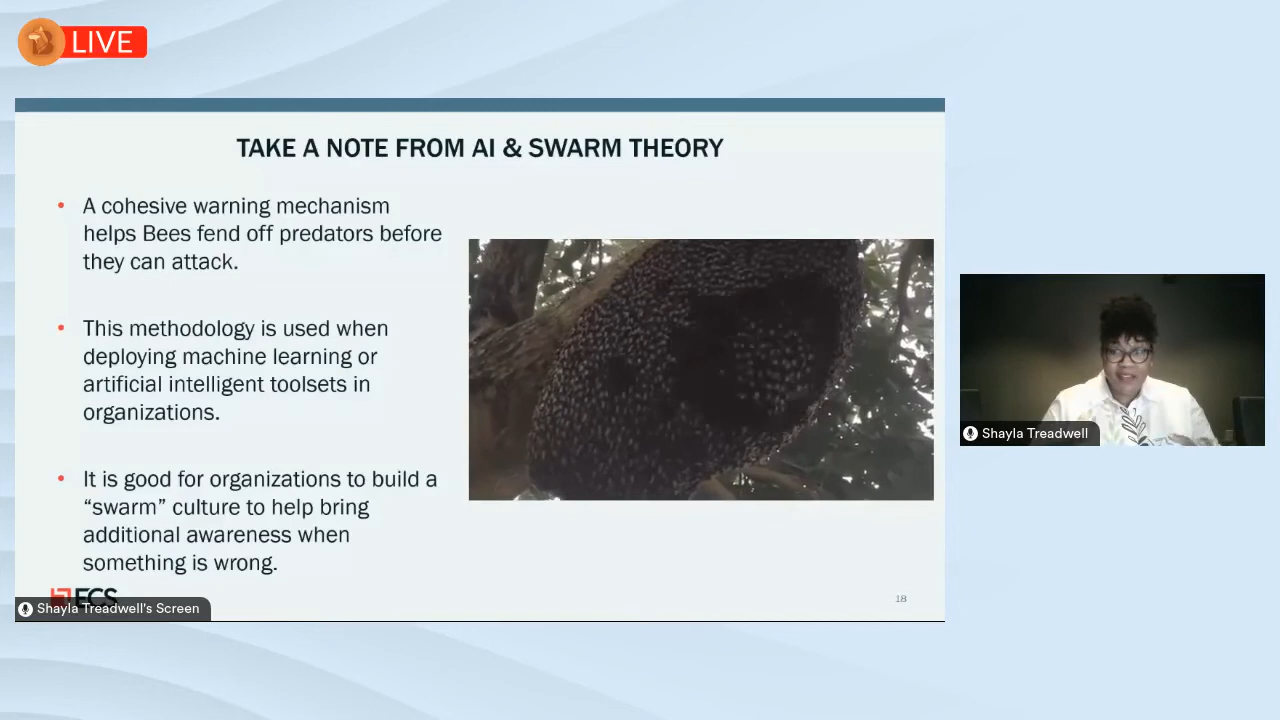 LIVE
TAKE A NOTE FROM AI & SWARM THEORY
• A cohesive warning mechanism
helps Bees fend off predators before
they can attack.
• This methodology is used when
deploying machine learning or
artificial intelligent toolsets in
organizations.
• It is good for organizations to build a
“swarm” culture to help bring
additional awareness when
something is wrong.
ECS
Shayla Treadwell's Screen
18
Shayla Treadwell